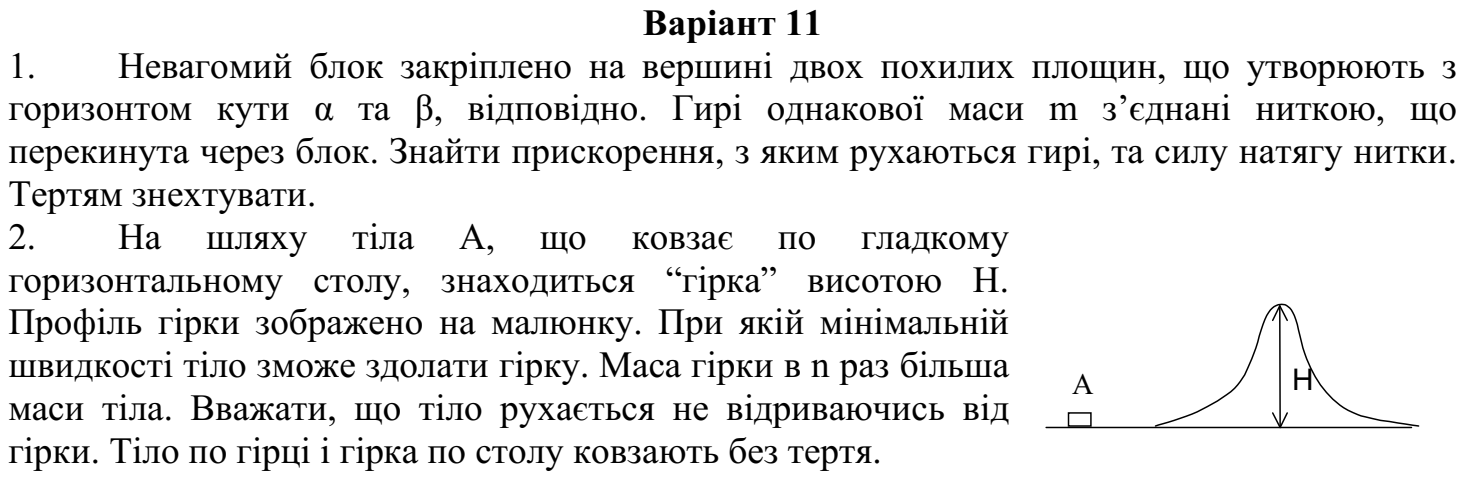 Варіант 11
1. Невагомий блок закріплено на вершині двох похилих площин, що утворюють з
горизонтом кути α та β, відповідно. Гирі однакової маси m з’єднані ниткою, що
перекинута через блок. Знайти прискорення, з яким рухаються гирі, та силу натягу нитки.
Тертям знехтувати.
2. На шляху тіла А, що ковзає по гладкому
горизонтальному столу, знаходиться “гірка” висотою Н.
Профіль гірки зображено на малюнку. При якій мінімальній
швидкості тіло зможе здолати гірку. Маса гірки в n раз більша
маси тіла. Вважати, що тіло рухається не відриваючись від
гірки. Тіло по гірці і гірка по столу ковзають без тертя.
А
Н